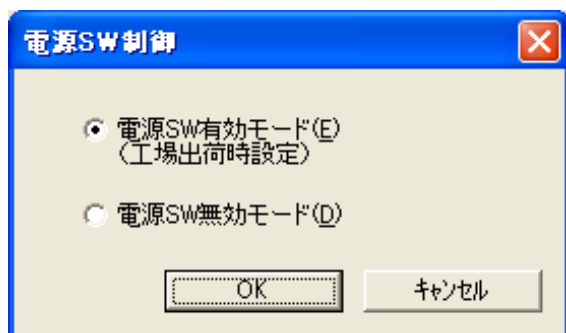 電源SW制御
電源SW有効モード(E)
(工場出荷時設定)
電源SW無効モード(D)
OK
ｷｬﾝｾﾙ